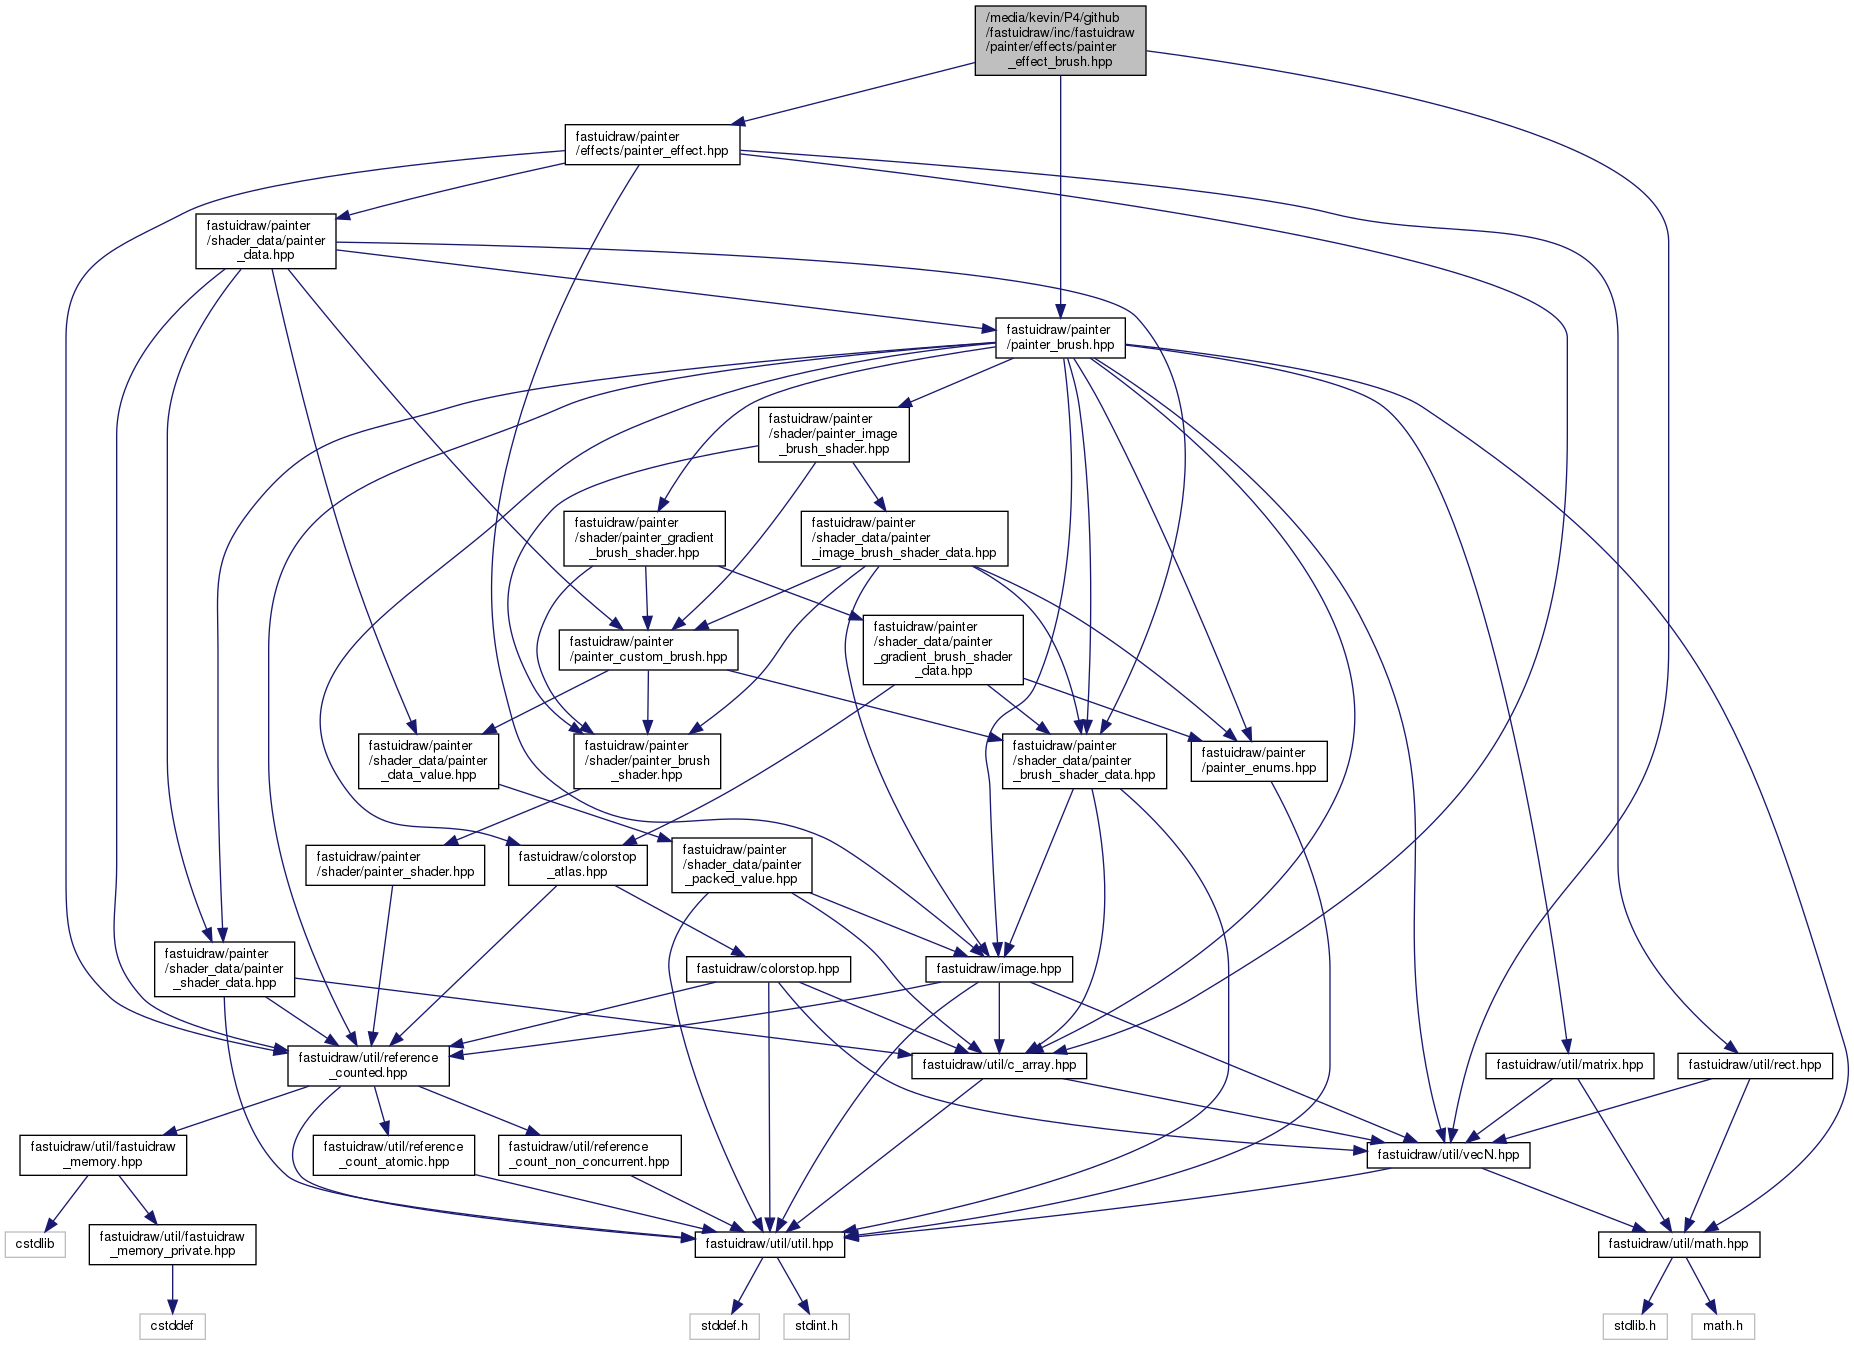 /media/kevin/P4/github
/fastuidraw/inc/fastuidraw
/painter/effects/painter
_effect_brush.hpp
fastuidraw/painter
/effects/painter_effect.hpp
fastuidraw/painter
/shader_data/painter
_data.hpp
fastuidraw/painter
/painter_brush.hpp
fastuidraw/painter
/shader/painter_image
_brush_shader.hpp
fastuidraw/painter
/shader/painter_gradient
_brush_shader.hpp
fastuidraw/painter
/shader_data/painter
_image_brush_shader_data.hpp
fastuidraw/painter
/painter_custom_brush.hpp
fastuidraw/painter
/shader_data/painter
_gradient_brush_shader
_data.hpp
fastuidraw/painter
/shader_data/painter
_data_value.hpp
fastuidraw/painter
/shader/painter_brush
_shader.hpp
fastuidraw/painter
/shader_data/painter
_brush_shader_data.hpp
fastuidraw/painter
/painter_enums.hpp
fastuidraw/painter
/shader/painter_shader.hpp
fastuidraw/colorstop
_atlas.hpp
fastuidraw/painter
/shader_data/painter
_packed_value.hpp
fastuidraw/painter
/shader_data/painter
_shader_data.hpp
fastuidraw/colorstop.hpp
fastuidraw/image.hpp
fastuidraw/util/reference
_counted.hpp
fastuidraw/util/c_array.hpp
fastuidraw/util/matrix.hpp
fastuidraw/util/rect.hpp
fastuidraw/util/fastuidraw
_memory.hpp
fastuidraw/util/reference
_count_atomic.hpp
fastuidraw/util/reference
_count_non_concurrent.hpp
fastuidraw/util/vecN.hpp
cstdlib
fastuidraw/util/fastuidraw
_memory_private.hpp
fastuidraw/util/util.hpp
fastuidraw/util/math.hpp
cstddef
stddef.h
stdint.h
stdlib.h
math.h